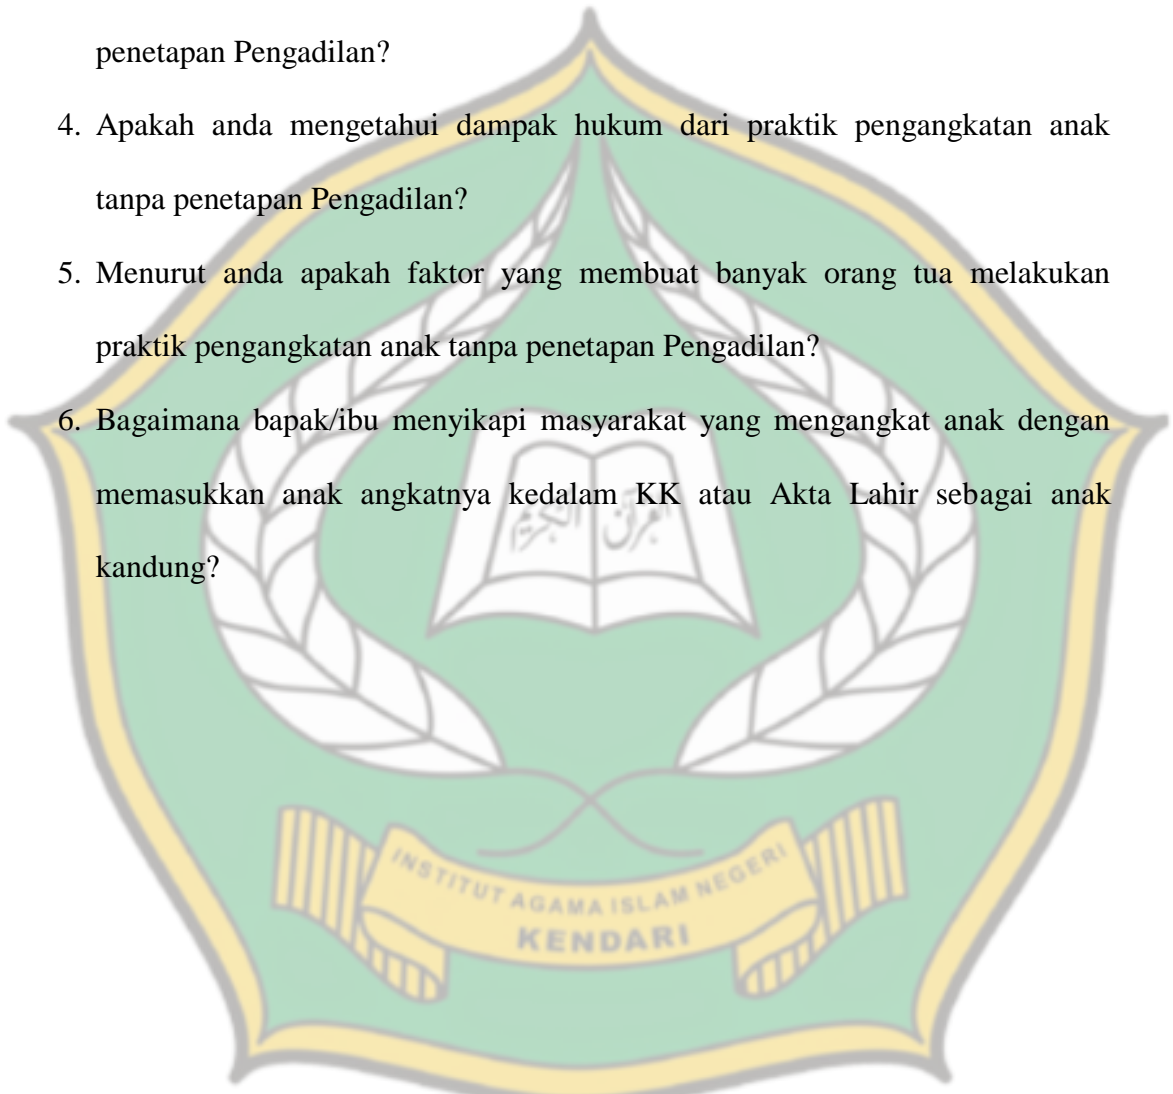 penetapan Pengadilan?
4. Apakah anda mengetahui dampak hukum dari praktik pengangkatan anak
tanpa penetapan Pengadilan?
5. Menurut anda apakah faktor yang membuat banyak orang tua melakukan
praktik pengangkatan anak tanpa penetapan Pengadilan?
6. Bagaimana bapak/ibu menyikapi masyarakat yang mengangkat anak dengan
memasukkan anak angkatnya kedalam KK atau Akta Lahir sebagai anak
kandung?
القرآن الكريم
INSTITUT AGAMA ISLAM NEGERI
KENDARI